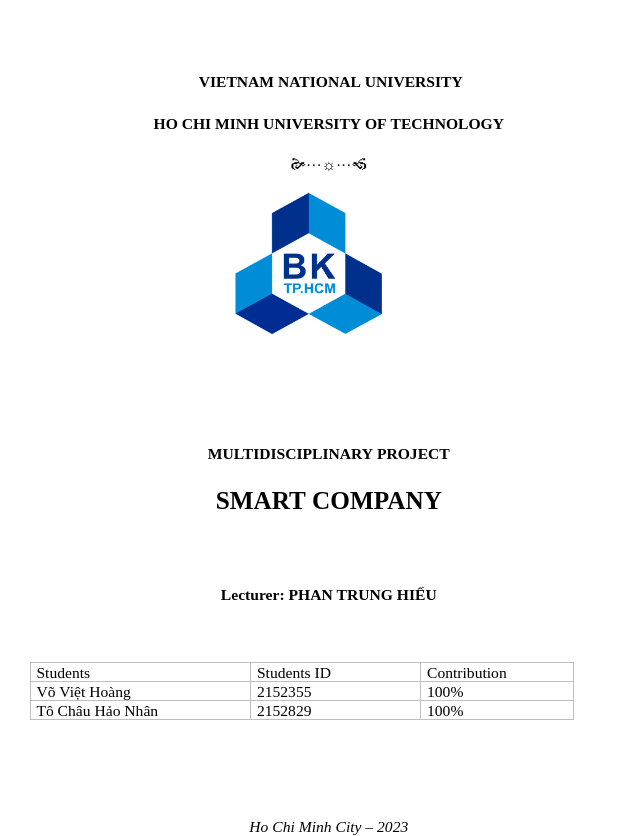 VIETNAM NATIONAL UNIVERSITY
HO CHI MINH UNIVERSITY OF TECHNOLOGY
BK
TP.HCM
MULTIDISCIPLINARY PROJECT
SMART COMPANY
Lecturer: PHAN TRUNG HIẾU
Students Students ID Contribution
Võ Việt Hoàng 2152355 100%
Tô Châu Hảo Nhân 2152829 100%
Ho Chi Minh City – 2023